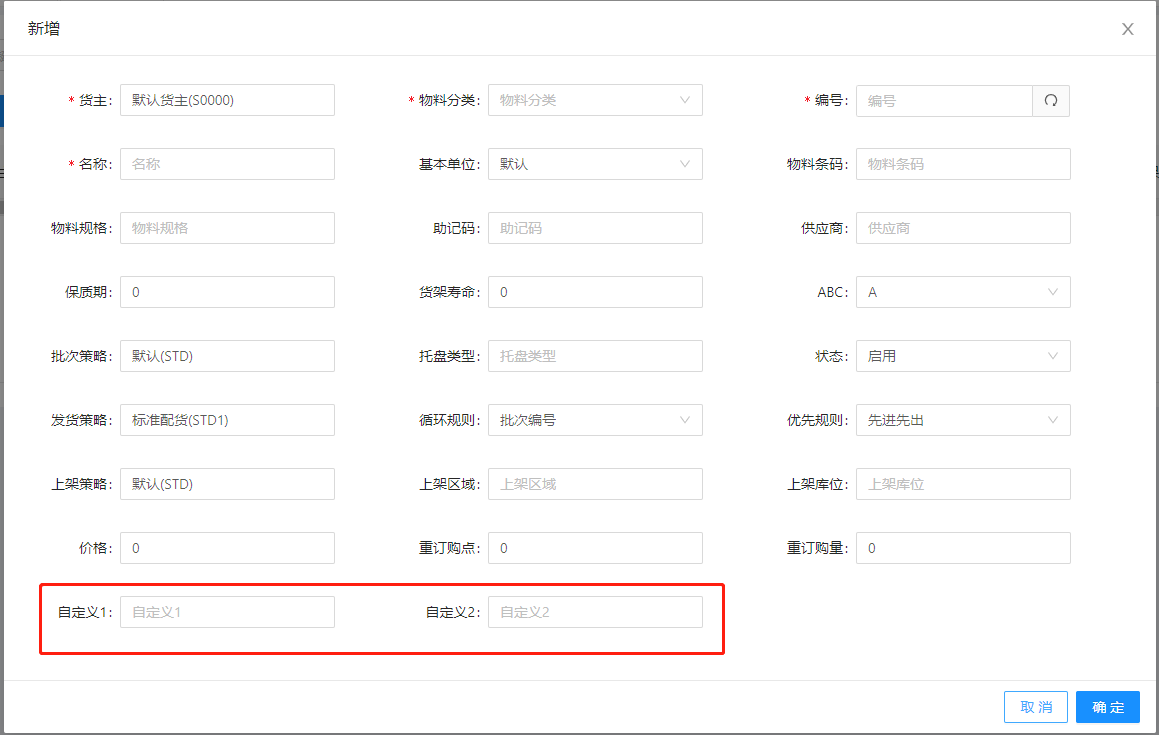 新增
* 货主: 默认货主(S0000) * 物料分类: 物料分类 * 编号: 编号
* 名称: 名称 基本单位: 默认 物料条码: 物料条码
物料规格: 物料规格 助记码: 助记码 供应商: 供应商
保质期: 0 货架寿命: 0 ABC: A
批次策略: 默认(STD) 托盘类型: 托盘类型 状态: 启用
发货策略: 标准配货(STD1) 循环规则: 批次编号 优先规则: 先进先出
上架策略: 默认(STD) 上架区域: 上架区域 上架库位: 上架库位
价格: 0 重订购点: 0 重订购量: 0
自定义1: 自定义1 自定义2: 自定义2
取 消 确 定